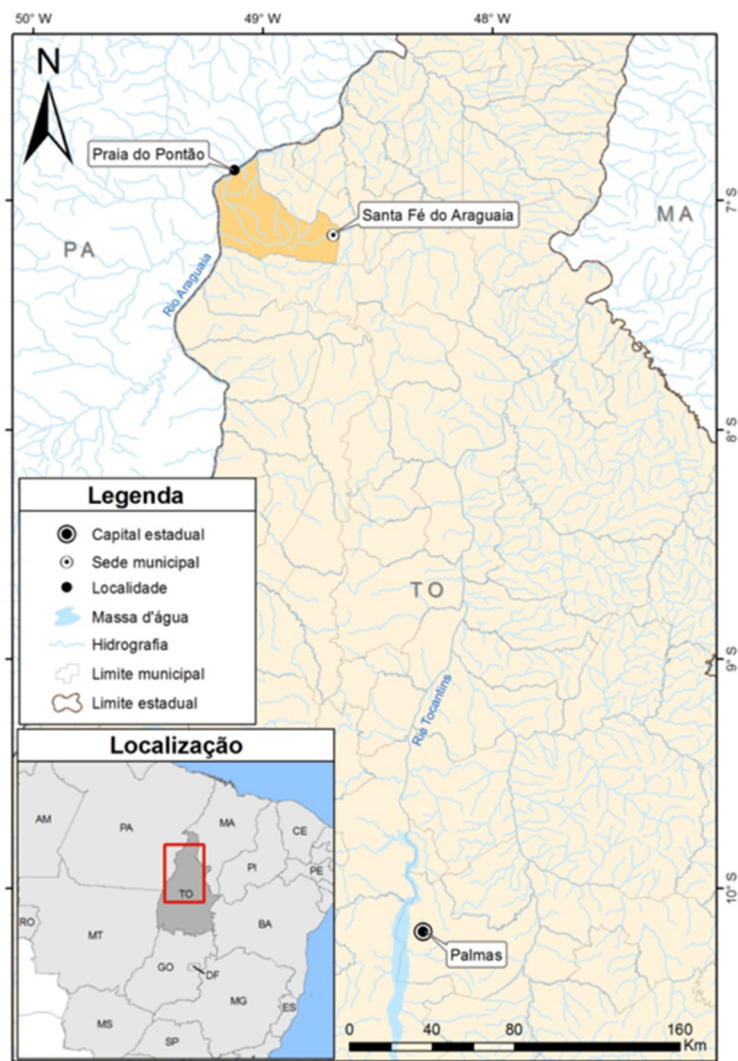 50° W
49° W
48° W
N
Praia do Pontão
Santa Fé do Araguaia
7°S
MA
PA
Rio Araguaia
8°S
Legenda
Capital estadual
Sede municipal
Localidade
Massa d'água
Hidrografia
Limite municipal
Limite estadual
TO
9°S
Rio Tocantins
Localização
AM
PA
MA
CE
PI
PE
TO
RO
MT
BA
GO
DF
MG
ES
MS
SP
10°S
Palmas
0 40 80 160
Km